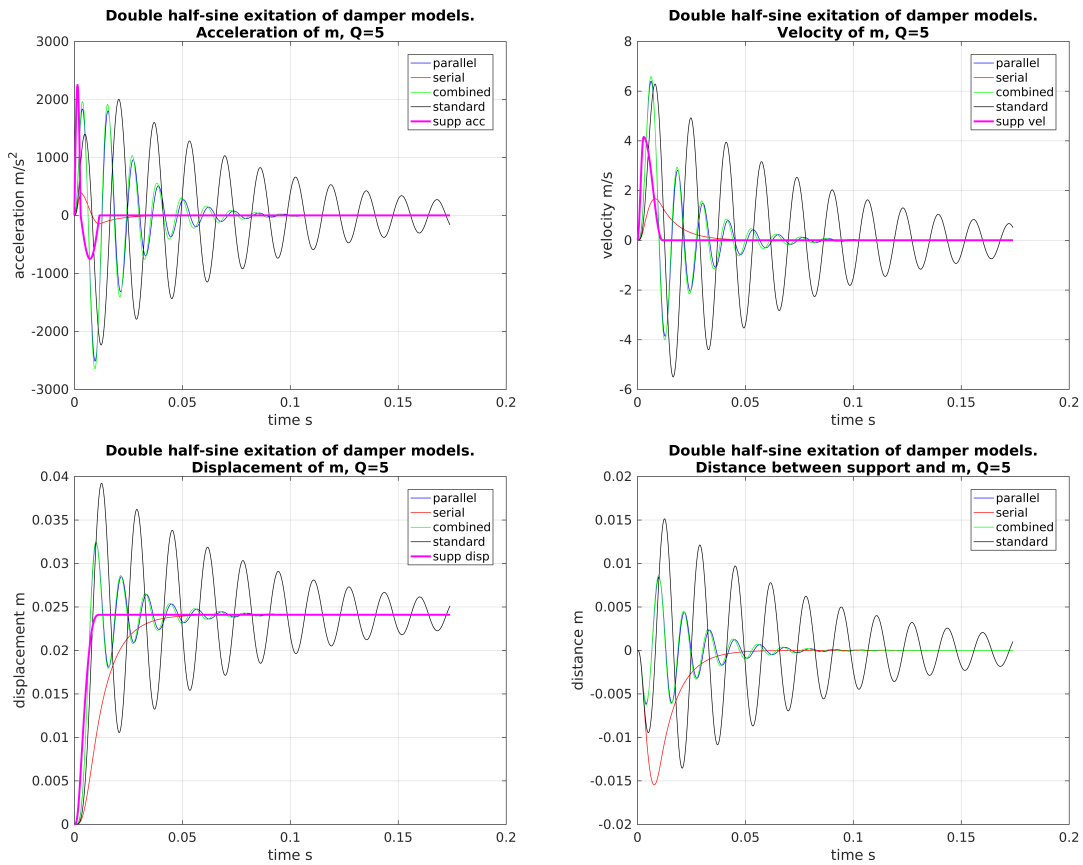 Double half-sine exitation of damper models.
Acceleration of m, Q=5
3000
2000
1000
0
-1000
-2000
-3000
acceleration m/s2
parallel
serial
combined
standard
supp acc
0
0.05
0.1
0.15
0.2
time s
Double half-sine exitation of damper models.
Velocity of m, Q=5
8
6
4
2
0
-2
-4
-6
velocity m/s
parallel
serial
combined
standard
supp vel
0
0.05
0.1
0.15
0.2
time s
Double half-sine exitation of damper models.
Displacement of m, Q=5
0.04
0.035
0.03
0.025
0.02
0.015
0.01
0.005
0
displacement m
parallel
serial
combined
standard
supp disp
0
0.05
0.1
0.15
0.2
time s
Double half-sine exitation of damper models.
Distance between support and m, Q=5
0.02
0.015
0.01
0.005
0
-0.005
-0.01
-0.015
-0.02
distance m
parallel
serial
combined
standard
0
0.05
0.1
0.15
0.2
time s